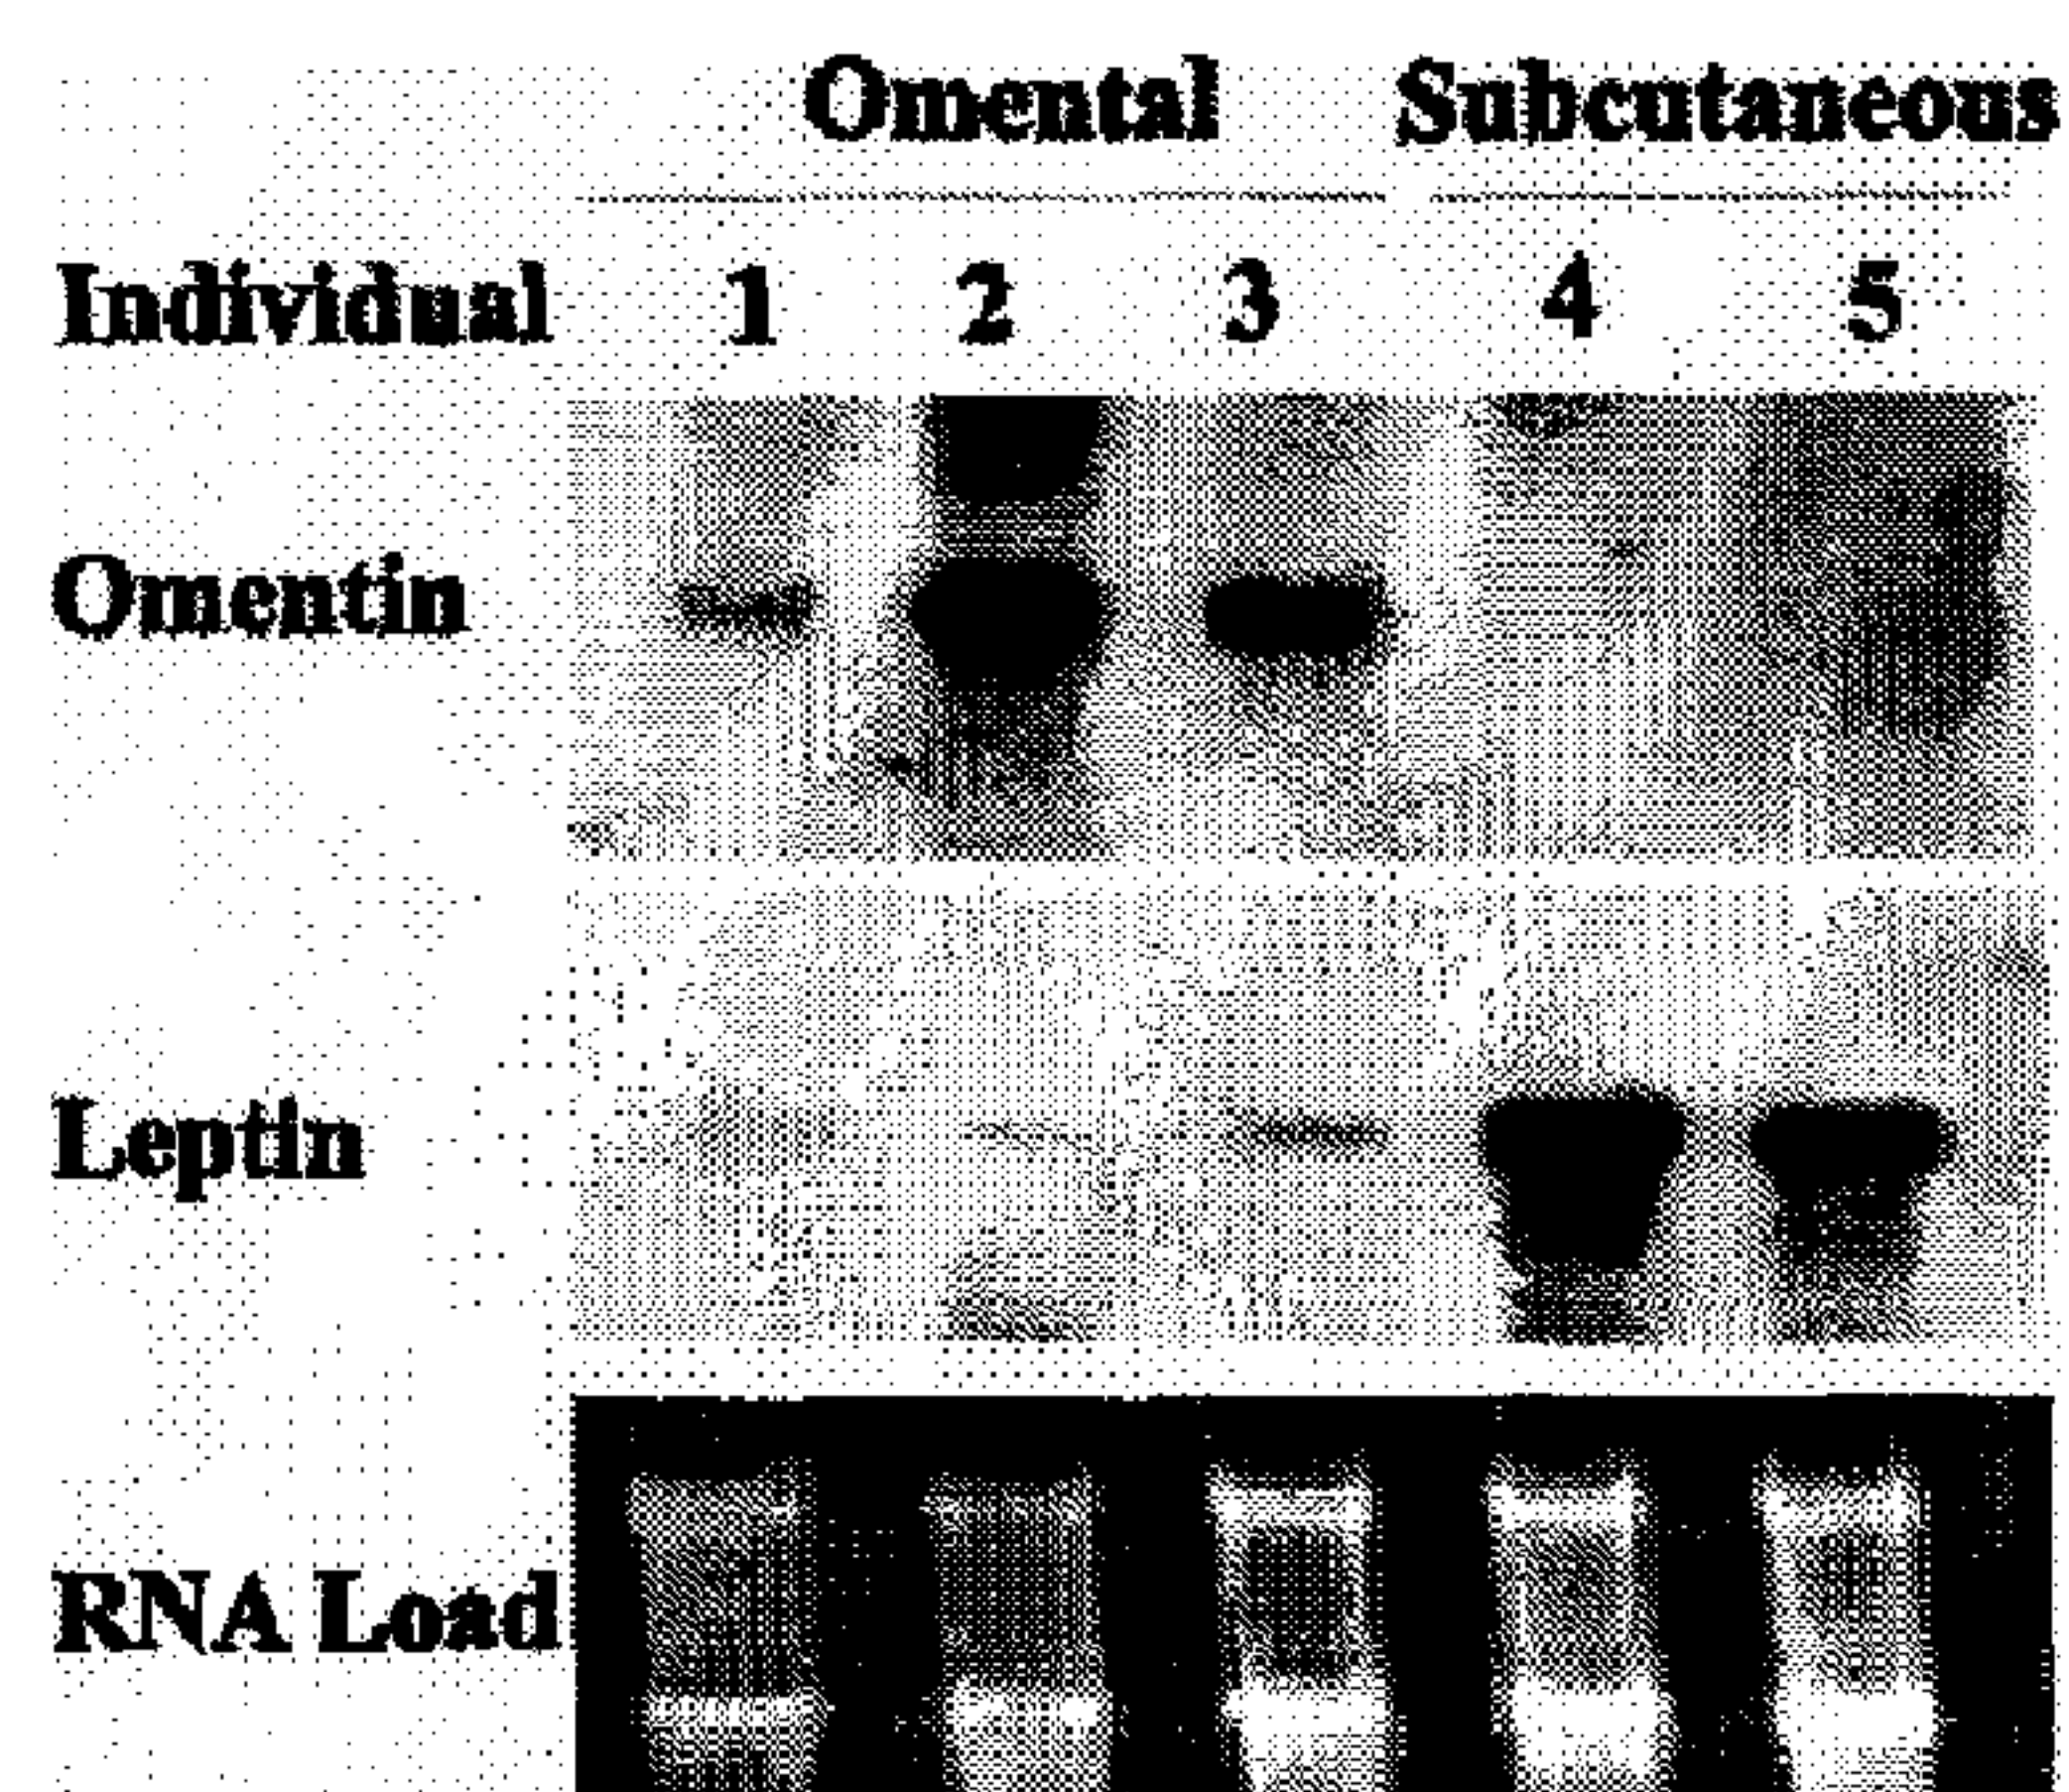 Omental Subcutaneous
Individual 1 2 3 4 5
Omentin
Leptin
RNA Load